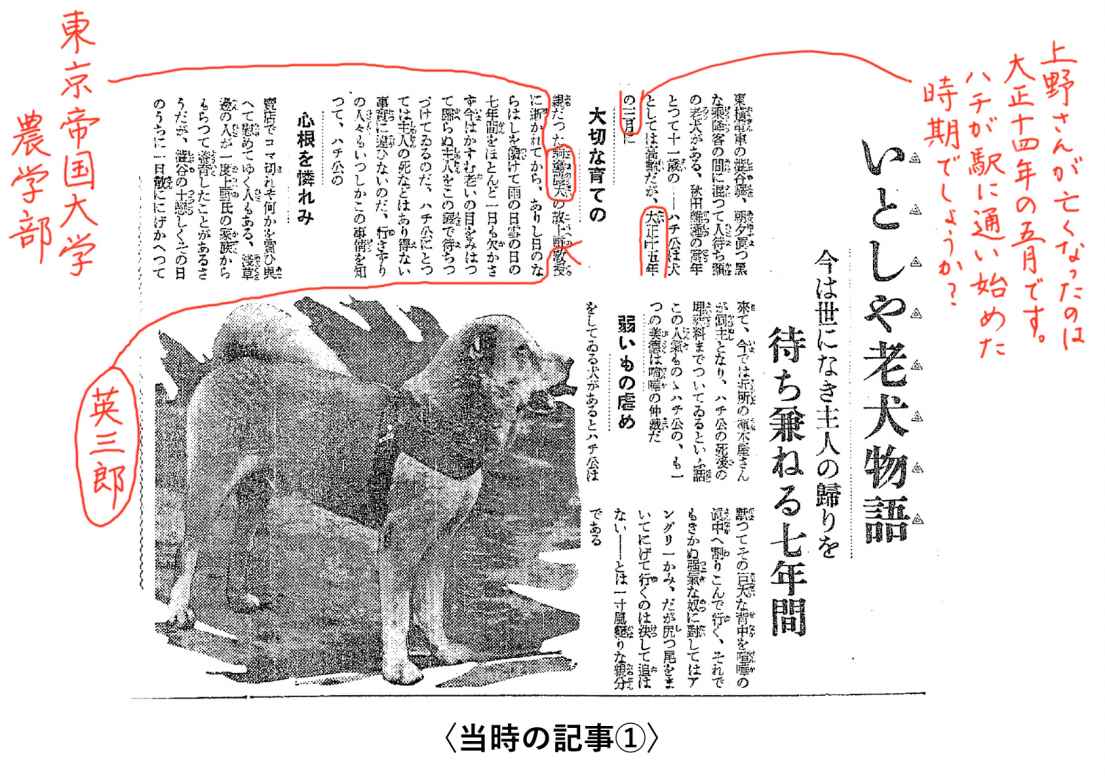 上野さんが亡くなったのは
大正十四年の五月です。
ハチが駅に通い始めた
時期でしょうか?
いとしや老犬物語
今は世になき主人の歸りを
待ち兼ねる七年間
東横電車の澁谷驛、朝夕眞つ黒
な乘降客の間に混つて人待ち顔
の老犬がある、秋田雜種の當年
とつて十一歳の――ハチ公は犬
としては高齢だが、大正十五年
の三月に
大切な育ての
親だつた駒場農大の故上野教授
に逝かれてから、ありし日のな
らはしを續けて雨の日雪の日の
七年間をほとんど一日も欠かさ
ず今はかすむ老いの目をみはつ
て歸らぬ主人をこの驛で待ちつ
づけてゐるのだ、ハチ公にとつ
ては主人の死などはあり得ない
事實に違ひないのだ、行きずり
の人々もいつしかこの事情を知
つて、ハチ公の
心根を憐れみ
賣店でコマ切れや何かを買ひ與
へて慰めてゆく人もある、淺草
邊の人が一度上野氏の家族から
もらつて養育したことがあるさ
うだが、澁谷の土戀しくその日
のうちに一日散ににげかへつて
來て、今では近所の植木屋さん
が飼主となり、ハチ公の死後の
埋葬料までついてゐるといふ話
この人氣ものゝハチ公の、も一
つの美徳は喧嘩の仲裁だ
弱いもの虐め
をしてゐる犬があるとハチ公は
默つてその巨大な背中を喧嘩の
眞中へ割りこんで行く、それで
もきかぬ強氣な奴に對してはア
ングリ一かみ、だが尻つ尾をま
いてにげて行くのは決して追は
ない――とは一寸風變りな親分
である
東京帝国大学
農学部
英三郎
〈当時の記事①〉